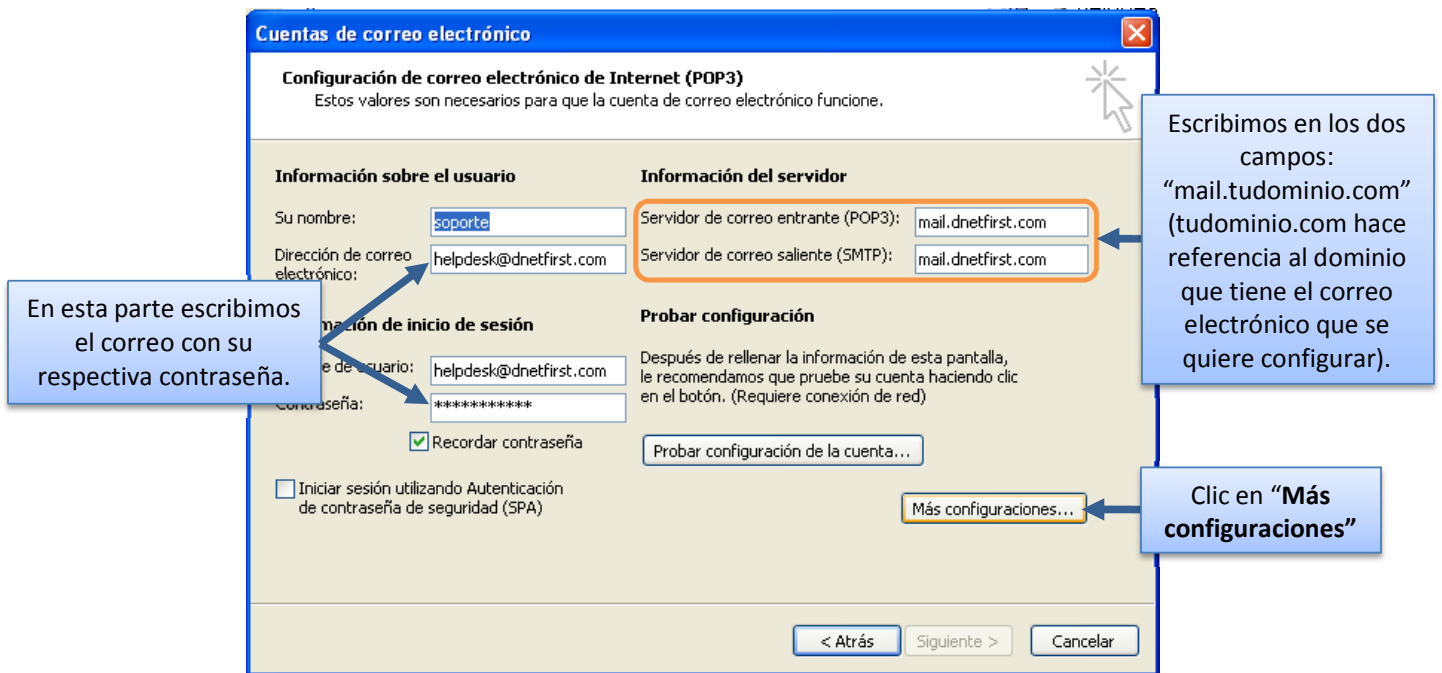 Cuentas de correo electrónico
Configuración de correo electrónico de Internet (POP3)
Estos valores son necesarios para que la cuenta de correo electrónico funcione.
Información sobre el usuario
Su nombre:
soporte
Dirección de correo
electrónico:
helpdesk@dnetfirst.com
mación de inicio de sesión
e de usuario:
helpdesk@dnetfirst.com
Contraseña:
***********
Recordar contraseña
Iniciar sesión utilizando Autenticación
de contraseña de seguridad (SPA)
Información del servidor
Servidor de correo entrante (POP3):
mail.dnetfirst.com
Servidor de correo saliente (SMTP):
mail.dnetfirst.com
Probar configuración
Después de rellenar la información de esta pantalla,
le recomendamos que pruebe su cuenta haciendo clic
en el botón. (Requiere conexión de red)
Probar configuración de la cuenta...
Más configuraciones...
< Atrás
Siguiente >
Cancelar
En esta parte escribimos
el correo con su
respectiva contraseña.
Escribimos en los dos
campos:
“mail.tudominio.com”
(tudominio.com hace
referencia al dominio
que tiene el correo
electrónico que se
quiere configurar).
Clic en “Más
configuraciones”